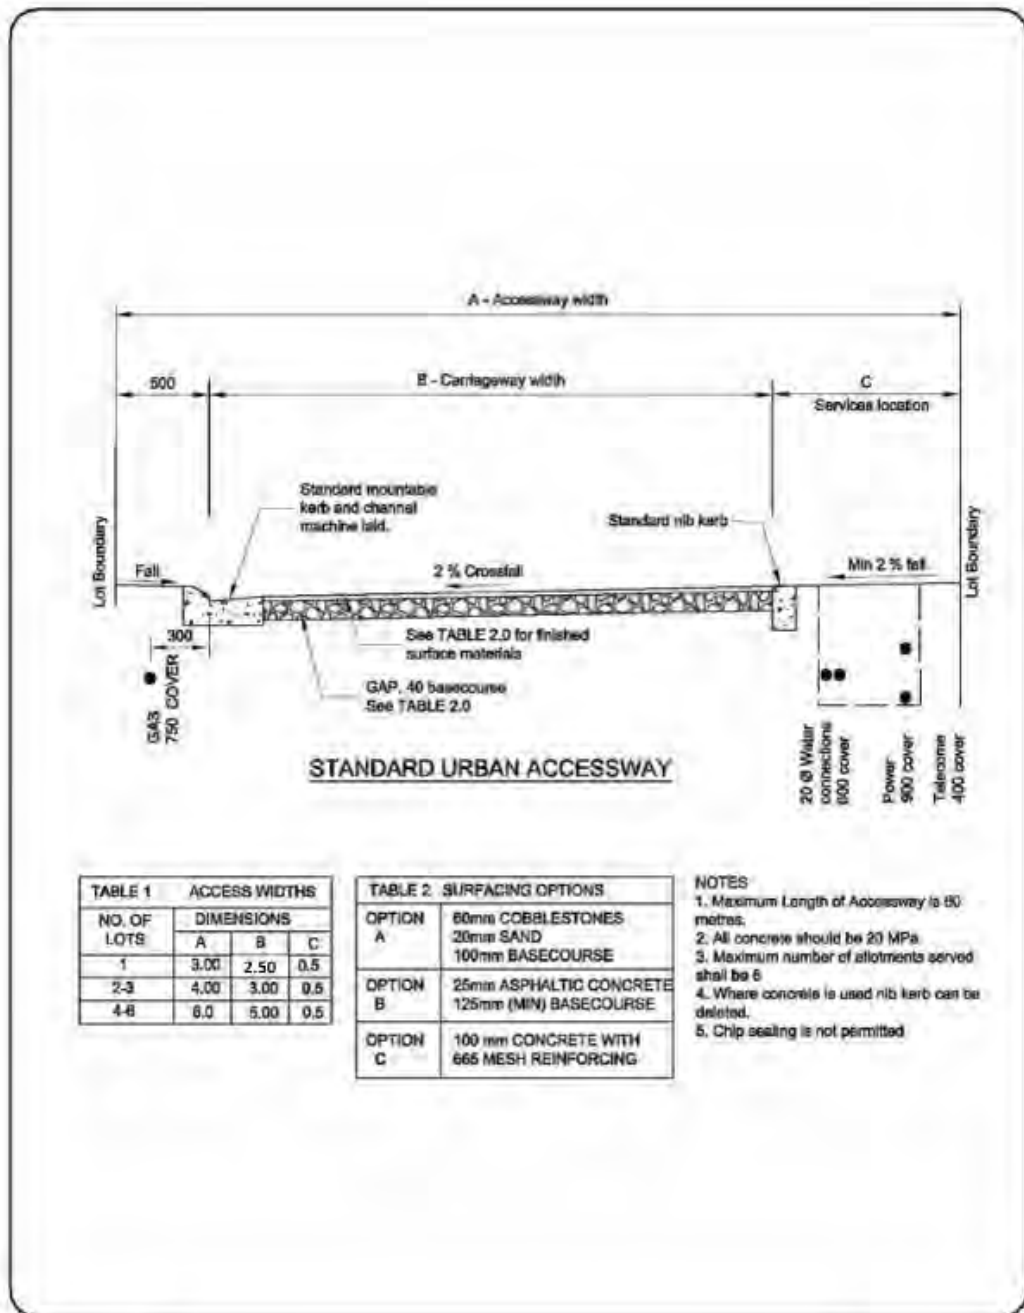 A - Accessway width
500
B - Carriageway width
C
Services location
Standard mountable
kerb and channel
machine laid.
Standard nib kerb
Lot Boundary
Fall
2 % Crossfall
Min 2 % fall
Lot Boundary
300
See TABLE 2.0 for finished
surface materials
GAP. 40 basecourse
See TABLE 2.0
GAS
750 COVER
20 Ø Water
connections
600 cover
Power
900 cover
Telecome
400 cover
STANDARD URBAN ACCESSWAY
TABLE 1 ACCESS WIDTHS
NO. OF LOTS DIMENSIONS
A B C
1 3.00 2.50 0.5
2-3 4.00 3.00 0.5
4-6 6.0 5.00 0.5
TABLE 2 SURFACING OPTIONS
OPTION A
60mm COBBLESTONES
20mm SAND
100mm BASECOURSE
OPTION B
25mm ASPHALTIC CONCRETE
125mm (MIN) BASECOURSE
OPTION C
100 mm CONCRETE WITH
665 MESH REINFORCING
NOTES
1. Maximum Length of Accessway is
metres.
2. All concrete should be 20 MPa
3. Maximum number of allotments served
shall be 6
4. Where concrete is used nib kerb can be
deleted.
5. Chip sealing is not permitted